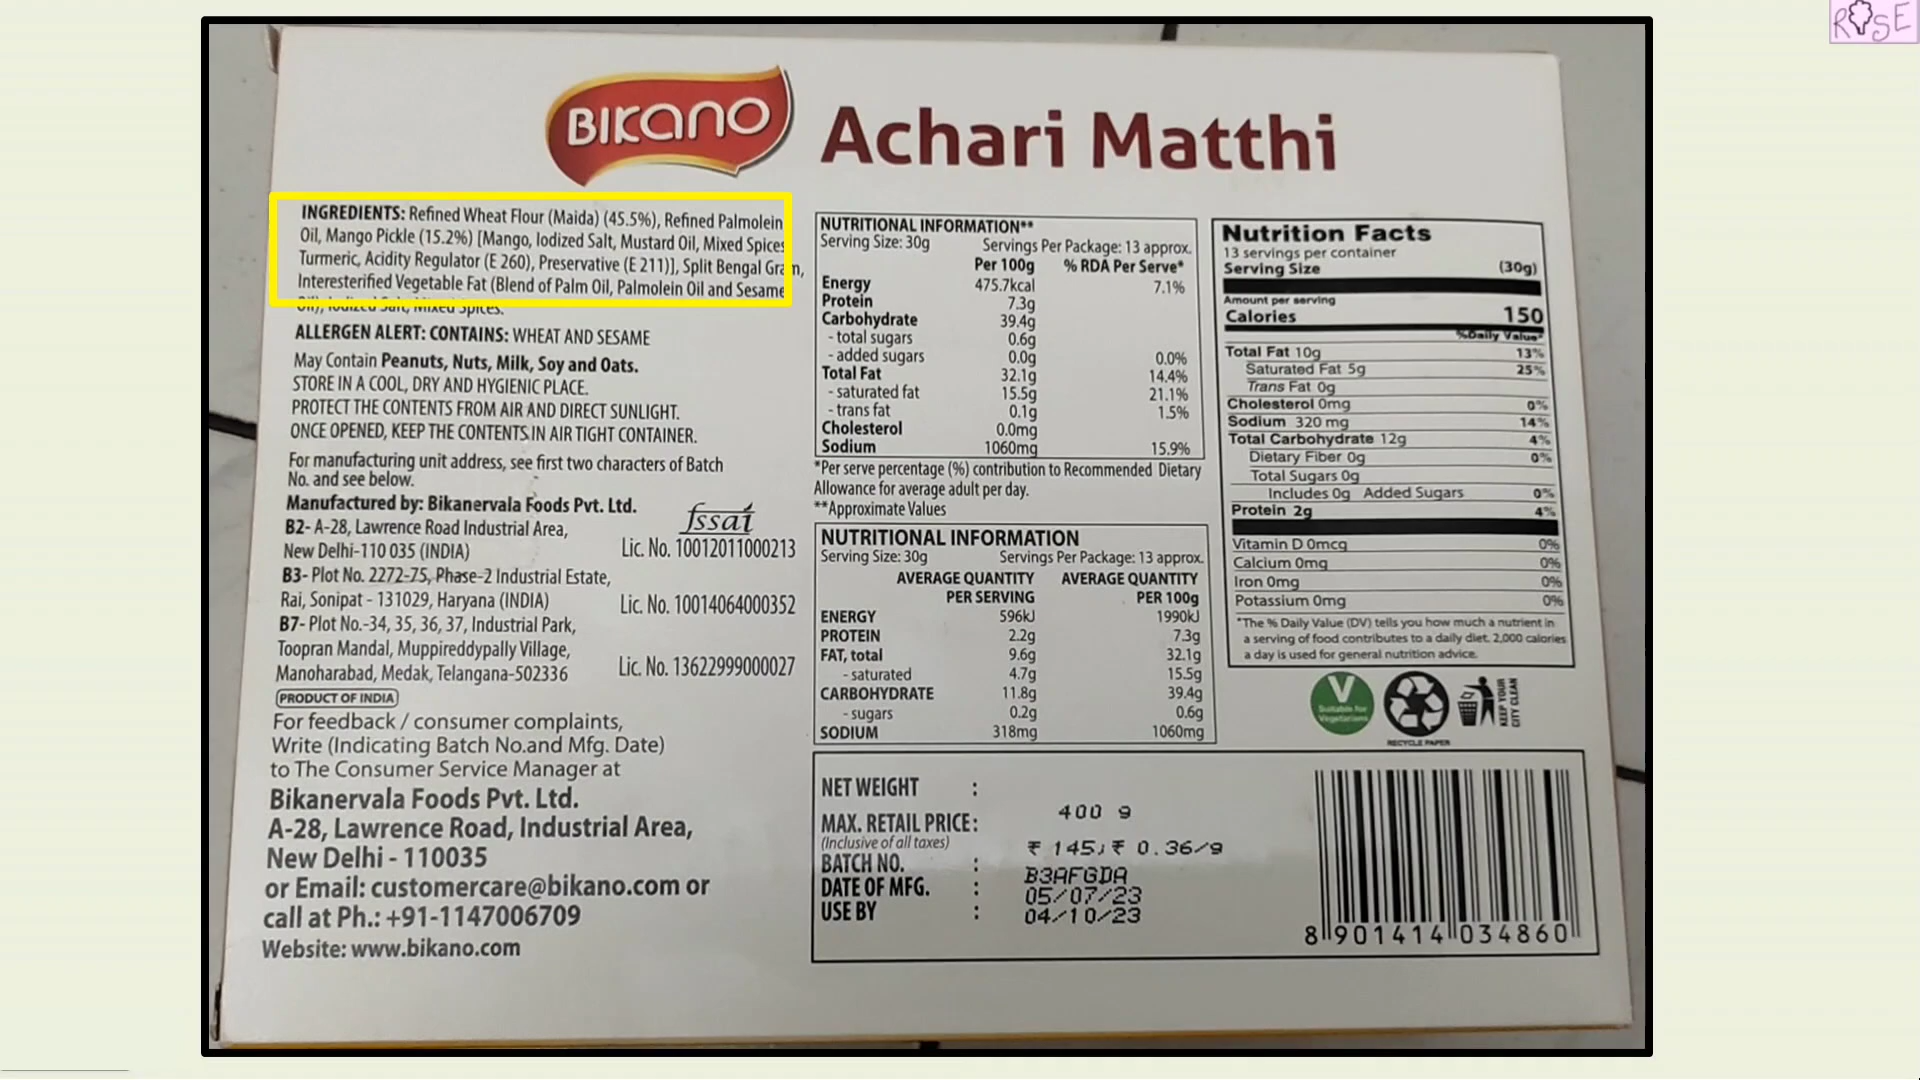 ROSE
BIKANO
Achari Matthi
INGREDIENTS: Refined Wheat Flour (Maida) (45.5%), Refined Palmolein
Oil, Mango Pickle (15.2%) [Mango, Iodized Salt, Mustard Oil, Mixed Spices
Turmeric, Acidity Regulator (E 260), Preservative (E 211)], Split Bengal Gram,
Interesterified Vegetable Fat (Blend of Palm Oil, Palmolein Oil and Sesame
Oil), Iodized Salt, Mixed Spices.
ALLERGEN ALERT: CONTAINS: WHEAT AND SESAME
May Contain Peanuts, Nuts, Milk, Soy and Oats.
STORE IN A COOL, DRY AND HYGIENIC PLACE.
PROTECT THE CONTENTS FROM AIR AND DIRECT SUNLIGHT.
ONCE OPENED, KEEP THE CONTENTS IN AIR TIGHT CONTAINER.
For manufacturing unit address, see first two characters of Batch
No. and see below.
Manufactured by: Bikanervala Foods Pvt. Ltd.
fssai
B2- A-28, Lawrence Road Industrial Area,
New Delhi-110 035 (INDIA)
Lic. No. 10012011000213
B3- Plot No. 2272-75, Phase-2 Industrial Estate,
Rai, Sonipat - 131029, Haryana (INDIA)
Lic. No. 10014064000352
B7- Plot No.-34, 35, 36, 37, Industrial Park,
Toopran Mandal, Muppireddypally Village,
Manoharabad, Medak, Telangana-502336
Lic. No. 13622999000027
PRODUCT OF INDIA
For feedback / consumer complaints,
Write (Indicating Batch No.and Mfg. Date)
to The Consumer Service Manager at
Bikanervala Foods Pvt. Ltd.
A-28, Lawrence Road, Industrial Area,
New Delhi - 110035
or Email: customercare@bikano.com or
call at Ph.: +91-1147006709
Website: www.bikano.com
NUTRITIONAL INFORMATION**
Serving Size: 30g Servings Per Package: 13 approx.
Per 100g % RDA Per Serve*
Energy 475.7kcal 7.1%
Protein 7.3g
Carbohydrate 39.4g
- total sugars 0.6g
- added sugars 0.0g 0.0%
Total Fat 32.1g 14.4%
- saturated fat 15.5g 21.1%
- trans fat 0.1g 1.5%
Cholesterol 0.0mg
Sodium 1060mg 15.9%
*Per serve percentage (%) contribution to Recommended Dietary
Allowance for average adult per day.
**Approximate Values
NUTRITIONAL INFORMATION
Serving Size: 30g Servings Per Package: 13 approx.
AVERAGE QUANTITY AVERAGE QUANTITY
PER SERVING PER 100g
ENERGY 596kJ 1990kJ
PROTEIN 2.2g 7.3g
FAT, total 9.6g 32.1g
- saturated 4.7g 15.5g
CARBOHYDRATE 11.8g 39.4g
- sugars 0.2g 0.6g
SODIUM 318mg 1060mg
Nutrition Facts
13 servings per container
Serving Size (30g)
Amount per serving
Calories 150
%Daily Value*
Total Fat 10g 13%
Saturated Fat 5g 25%
Trans Fat 0g
Cholesterol 0mg 0%
Sodium 320 mg 14%
Total Carbohydrate 12g 4%
Dietary Fiber 0g 0%
Total Sugars 0g
Includes 0g Added Sugars 0%
Protein 2g 4%
Vitamin D 0mcg 0%
Calcium 0mg 0%
Iron 0mg 0%
Potassium 0mg 0%
*The % Daily Value (DV) tells you how much a nutrient in
a serving of food contributes to a daily diet. 2,000 calories
a day is used for general nutrition advice.
V
Suitable for
Vegetarians
RECYCLE PAPER
KEEP YOUR
CITY CLEAN
NET WEIGHT : 400 g
MAX. RETAIL PRICE:
(Inclusive of all taxes) ₹ 145;₹ 0.36/g
BATCH NO. : B3AFGDA
DATE OF MFG. : 05/07/23
USE BY : 04/10/23
8 901414 034860